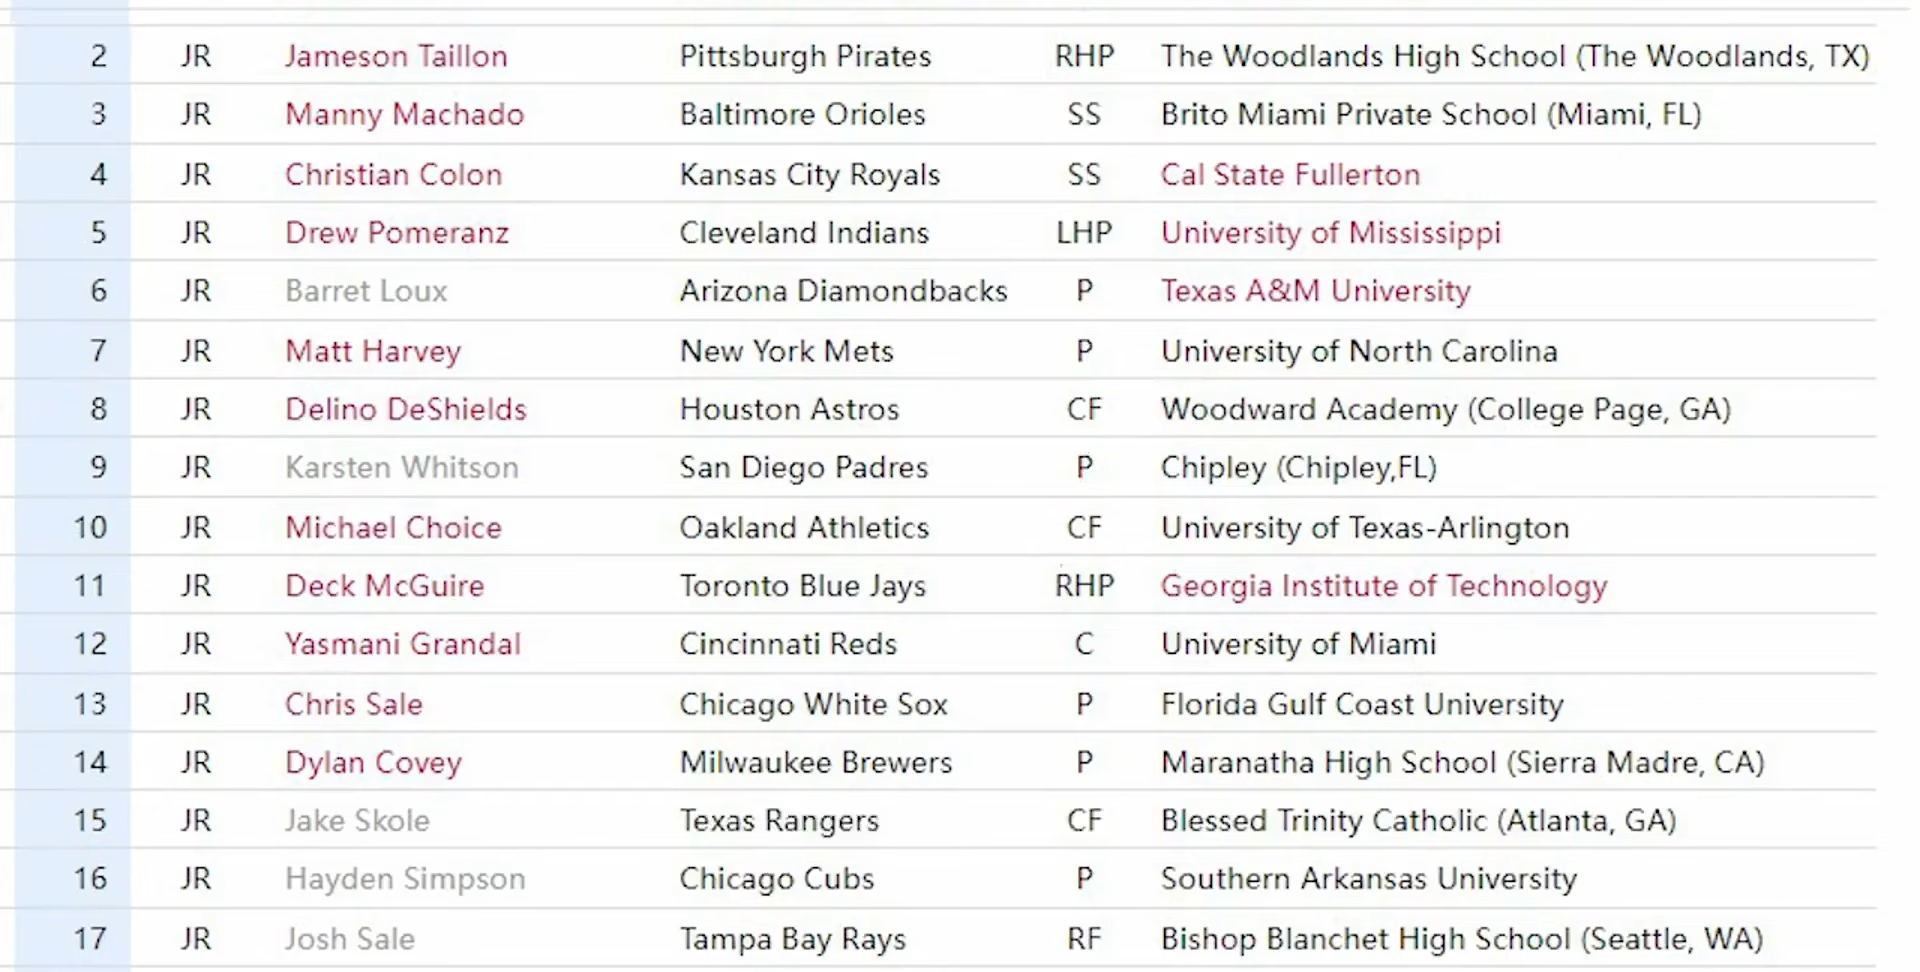 2 JR Jameson Taillon Pittsburgh Pirates RHP The Woodlands High School (The Woodlands, TX)
3 JR Manny Machado Baltimore Orioles SS Brito Miami Private School (Miami, FL)
4 JR Christian Colon Kansas City Royals SS Cal State Fullerton
5 JR Drew Pomeranz Cleveland Indians LHP University of Mississippi
6 JR Barret Loux Arizona Diamondbacks P Texas A&M University
7 JR Matt Harvey New York Mets P University of North Carolina
8 JR Delino DeShields Houston Astros CF Woodward Academy (College Page, GA)
9 JR Karsten Whitson San Diego Padres P Chipley (Chipley,FL)
10 JR Michael Choice Oakland Athletics CF University of Texas-Arlington
11 JR Deck McGuire Toronto Blue Jays RHP Georgia Institute of Technology
12 JR Yasmani Grandal Cincinnati Reds C University of Miami
13 JR Chris Sale Chicago White Sox P Florida Gulf Coast University
14 JR Dylan Covey Milwaukee Brewers P Maranatha High School (Sierra Madre, CA)
15 JR Jake Skole Texas Rangers CF Blessed Trinity Catholic (Atlanta, GA)
16 JR Hayden Simpson Chicago Cubs P Southern Arkansas University
17 JR Josh Sale Tampa Bay Rays RF Bishop Blanchet High School (Seattle, WA)